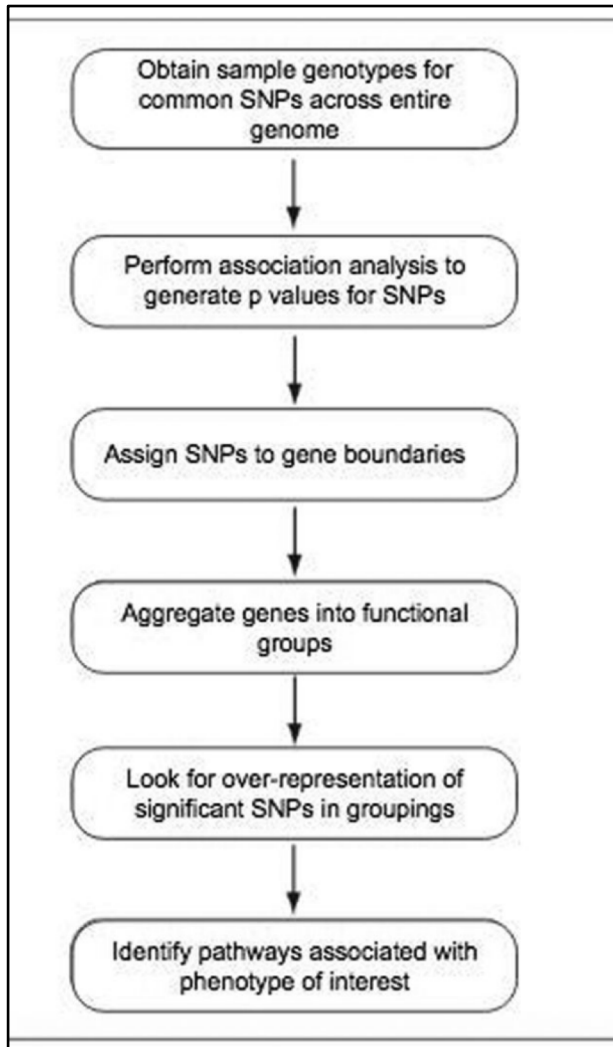 Obtain sample genotypes for
common SNPs across entire
genome
Perform association analysis to
generate p values for SNPs
Assign SNPs to gene boundaries
Aggregate genes into functional
groups
Look for over-representation of
significant SNPs in groupings
Identify pathways associated with
phenotype of interest